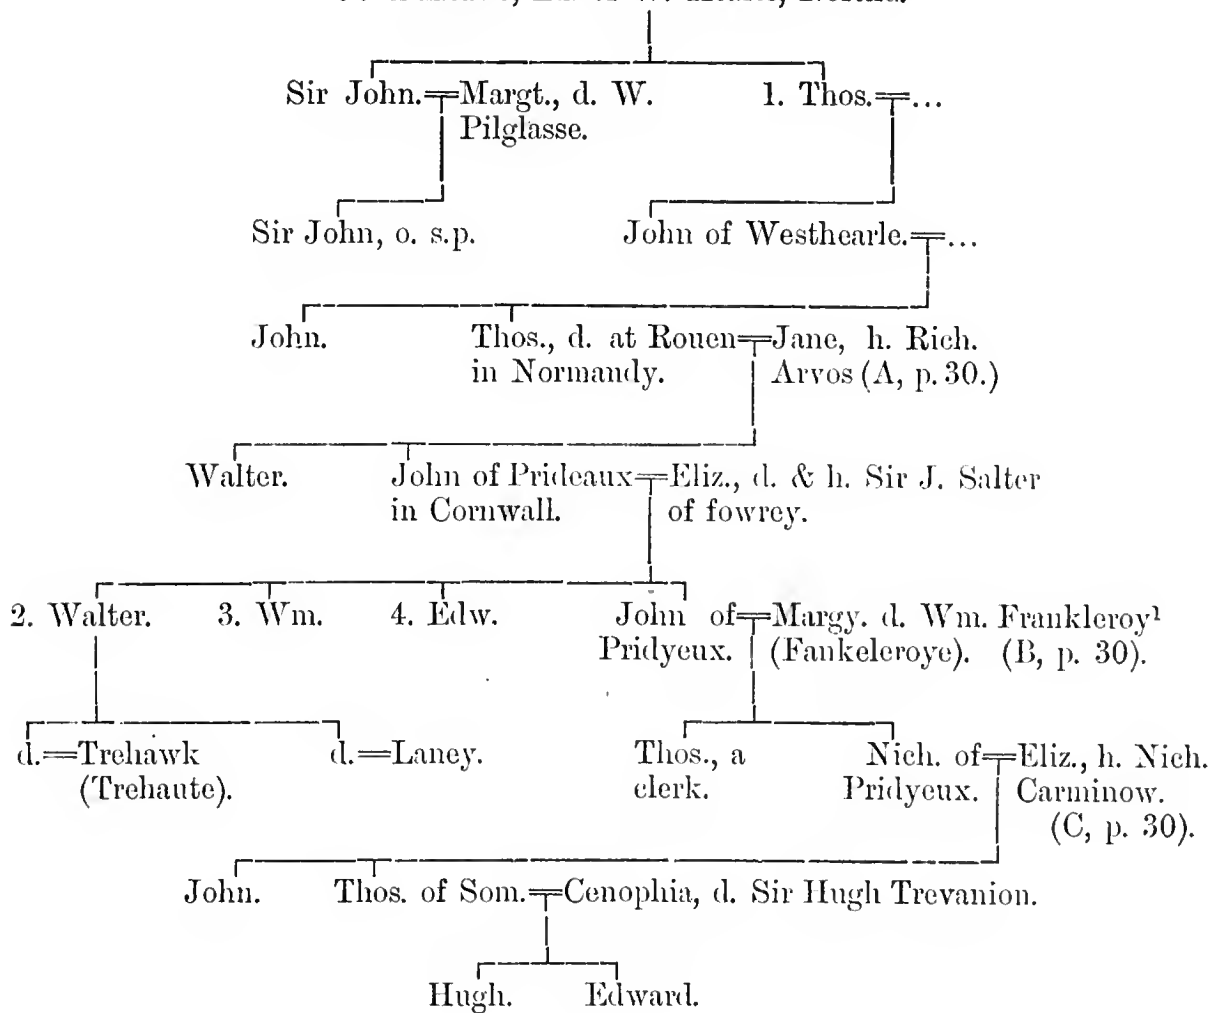 Sir John.=Margt., d. W. 1. Thos.=...
Pilglasse.
Sir John, o. s.p. John of Westhearle.=...
John. Thos., d. at Rouen=Jane, h. Rich.
in Normandy. Arvos (A, p. 30.)
Walter. John of Prideaux=Eliz., d. & h. Sir J. Salter
in Cornwall. of fowrey.
2. Walter. 3. Wm. 4. Edw. John of=Margy. d. Wm. Frankleroy¹
Pridyeux. (Fankeleroye). (B, p. 30).
d.=Trehawk d.=Laney. Thos., a Nich. of=Eliz., h. Nich.
(Trehaute). clerk. Pridyeux. Carminow.
(C, p. 30).
John. Thos. of Som.=Cenophia, d. Sir Hugh Trevanion.
Hugh. Edward.